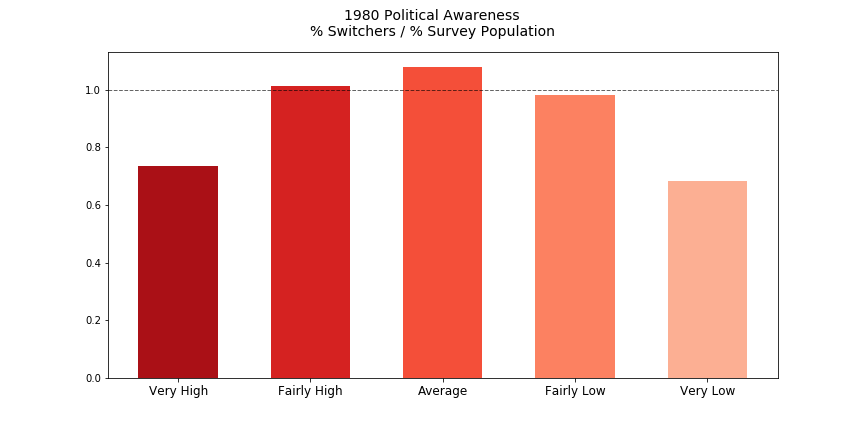 1980 Political Awareness
% Switchers / % Survey Population
1.0
0.8
0.6
0.4
0.2
0.0
Very High
Fairly High
Average
Fairly Low
Very Low